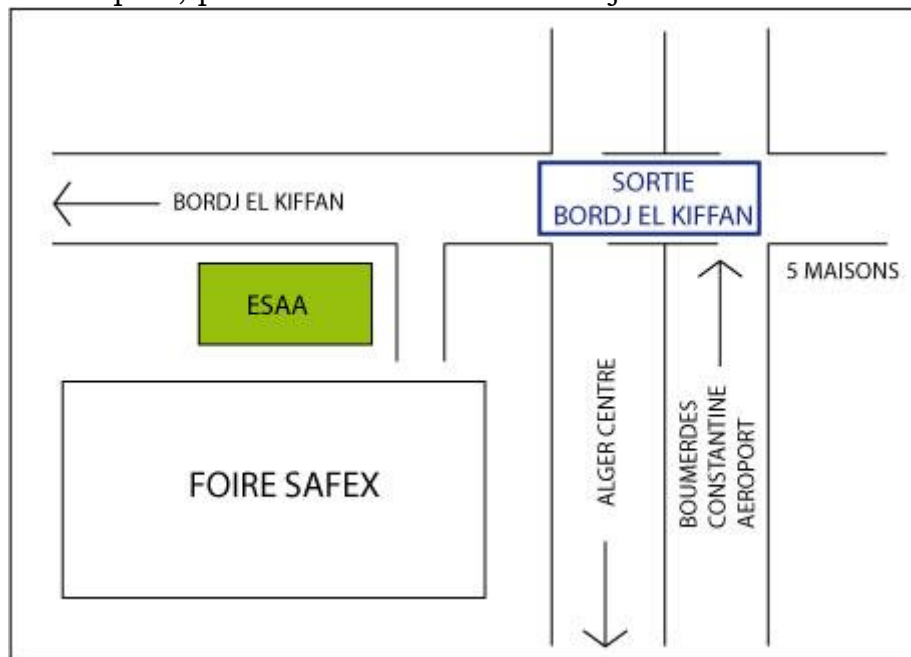 SORTIE
BORDJ EL KIFFAN
BORDJ EL KIFFAN
5 MAISONS
ESAA
FOIRE SAFEX
ALGER CENTRE
BOUMERDES
CONSTANTINE
AEROPORT